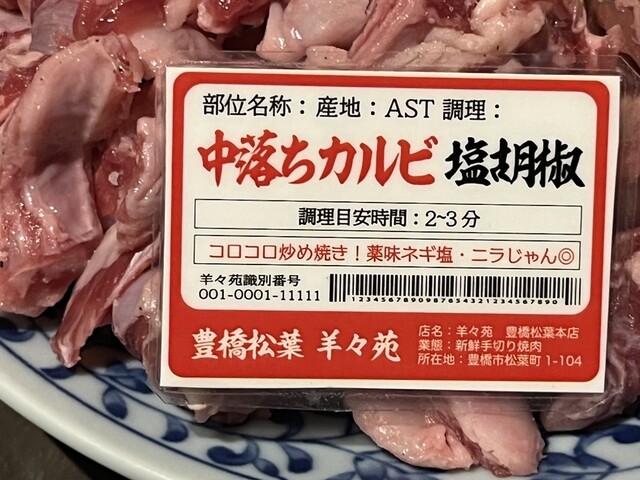 部位名称：産地：AST 調理：
中落ちカルビ 塩胡椒
調理目安時間：2~3分
コロコロ炒め焼き！薬味ネギ塩・ニラじゃん◎
羊々苑識別番号
001-0001-11111
1234567890987654321234567890
豊橋松葉 羊々苑
店名：羊々苑 豊橋松葉本店
業態：新鮮手切り焼肉
所在地：豊橋市松葉町 1-104